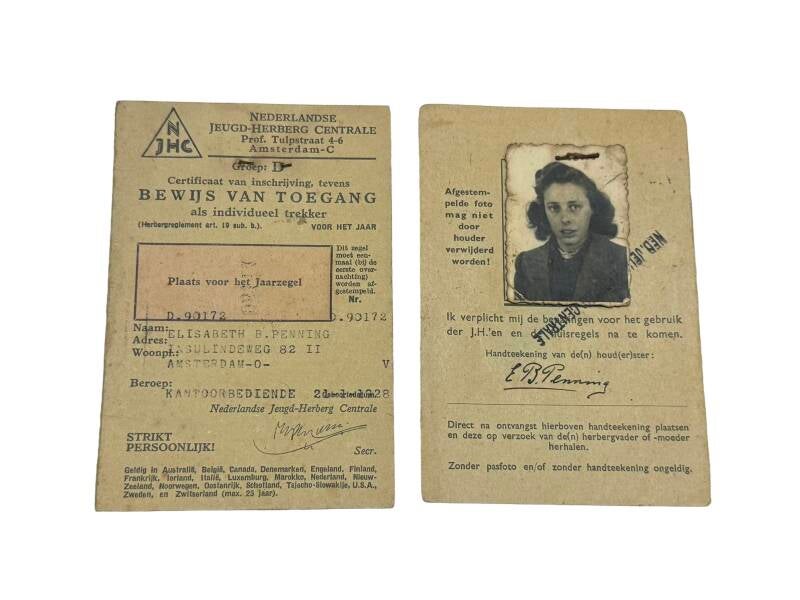 N
JHC
NEDERLANDSE
JEUGD-HERBERG CENTRALE
Prof. Tulpstraat 4-6
Amsterdam-C
Groep: D
Certificaat van inschrijving, tevens
BEWIJS VAN TOEGANG
als individueel trekker
(Herbergreglement art. 19 sub. b.) VOOR HET JAAR
Plaats voor het Jaarzegel
Dit zegel
moet een-
maal (bij de
eerste over-
nachting)
worden af-
gestempeld.
Nr.
D.90172 D.90172
Naam: ELISABETH B.PENNING
Adres: INSULINDEWEG 82 II
Woonpl.: AMSTERDAM-O- V
Beroep: KANTOORBEDIENDE 21-1-1928
Nederlandse Jeugd-Herberg Centrale
STRIKT
PERSOONLIJK!
Secr.
Geldig in Australië, België, Canada, Denemarken, Engeland, Finland,
Frankrijk, Ierland, Italië, Luxemburg, Marokko, Nederland, Nieuw-
Zeeland, Noorwegen, Oostenrijk, Schotland, Tsjecho-Slowakije, U.S.A.,
Zweden, en Zwitserland (max. 25 jaar).
Afgestem-
pelde foto
mag niet
door
houder
verwijderd
worden!
NED. JEU
CENTRALE
Ik verplicht mij de bepalingen voor het gebruik
der J.H.'en en de huisregels na te komen.
Handteekening van de(n) houd(er)ster:
E B. Penning
Direct na ontvangst hierboven handteekening plaatsen
en deze op verzoek van de(n) herbergvader of -moeder
herhalen.
Zonder pasfoto en/of zonder handteekening ongeldig.